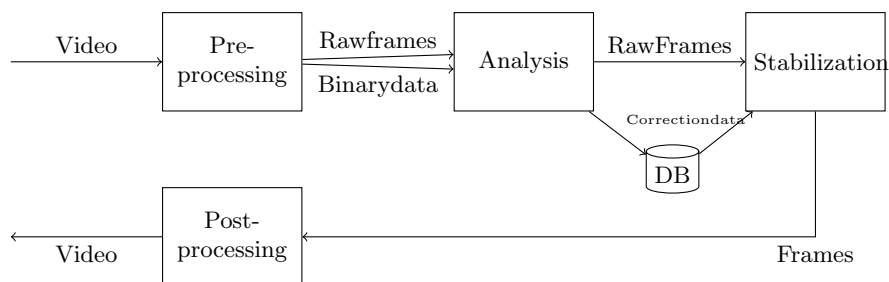 Video
Pre-
processing
Rawframes
Binarydata
Analysis
RawFrames
Correctiondata
DB
Stabilization
Frames
Post-
processing
Video